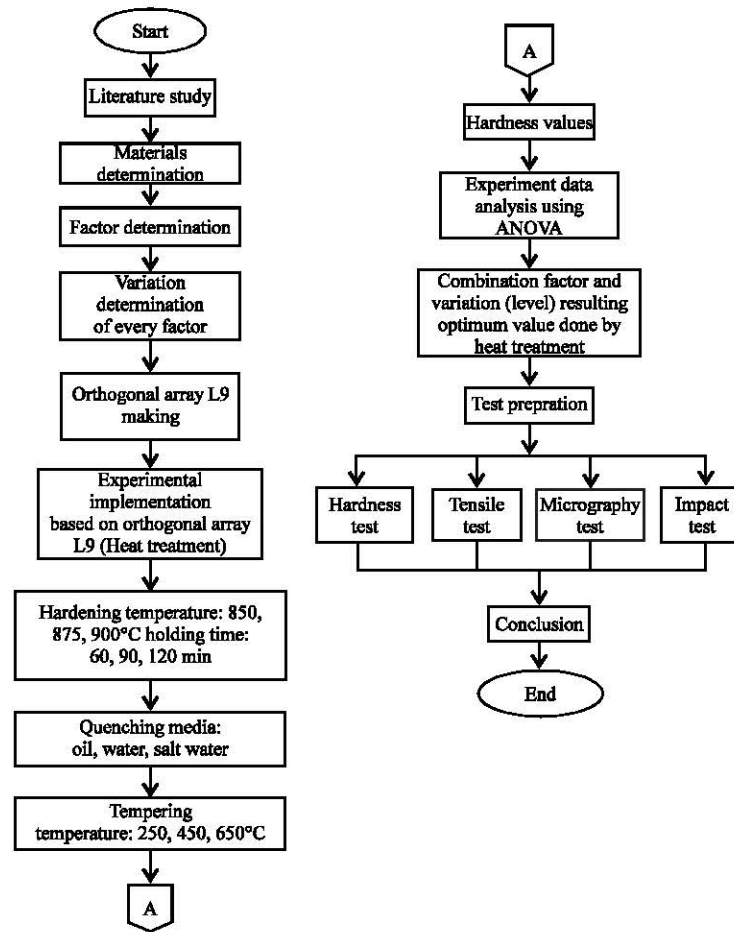 Start
Literature study
Materials
determination
Factor determination
Variation
determination
of every factor
Orthogonal array L9
making
Experimental
implementation
based on orthogonal array
L9 (Heat treatment)
Hardening temperature: 850,
875, 900°C holding time:
60, 90, 120 min
Quenching media:
oil, water, salt water
Tempering
temperature: 250, 450, 650°C
A
A
Hardness values
Experiment data
analysis using
ANOVA
Combination factor and
variation (level) resulting
optimum value done by
heat treatment
Test prepration
Hardness
test
Tensile
test
Micrography
test
Impact
test
Conclusion
End